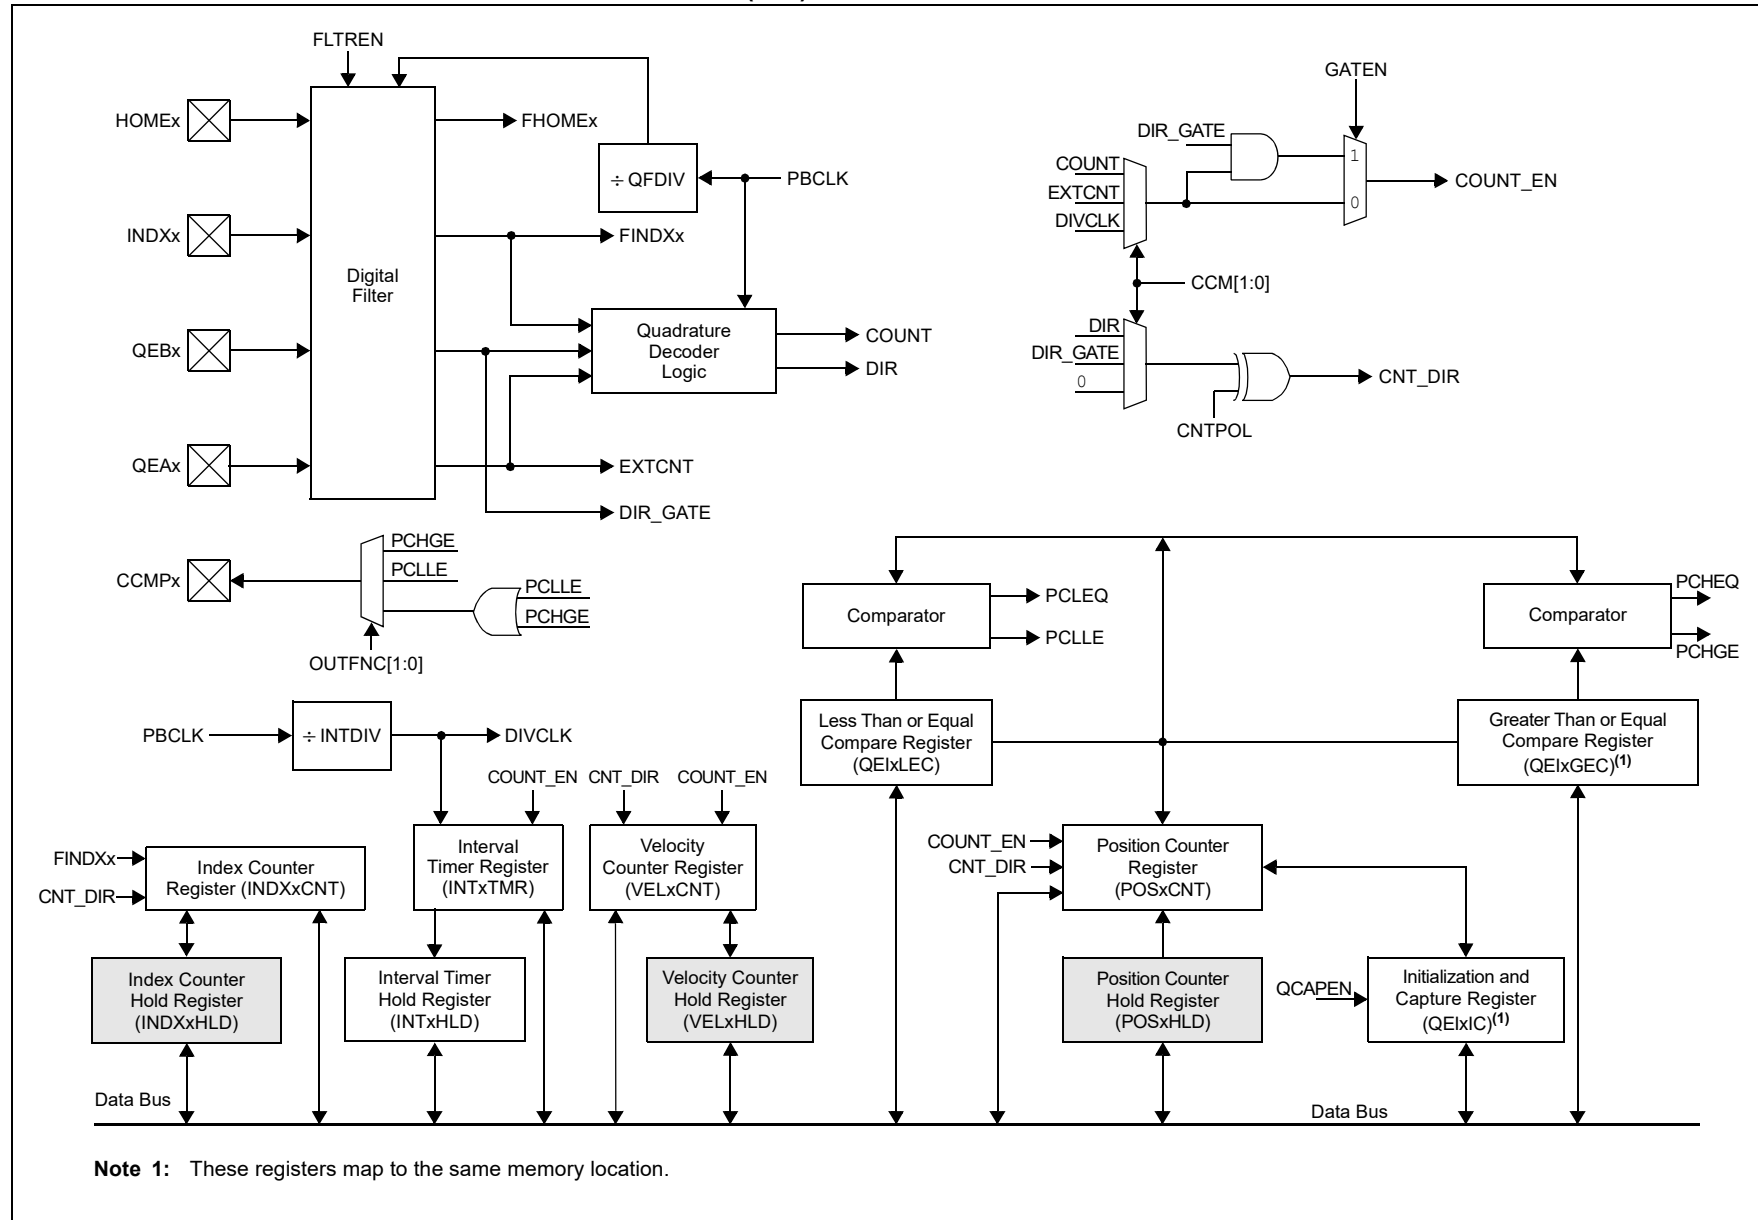 FLTREN
HOMEx
FHOMEx
÷ QFDIV
PBCLK
INDXx
FINDXx
Digital
Filter
QEBx
Quadrature
Decoder
Logic
COUNT
DIR
QEAx
EXTCNT
DIR_GATE
GATEN
DIR_GATE
COUNT
EXTCNT
DIVCLK
1
0
COUNT_EN
CCM[1:0]
DIR
DIR_GATE
0
CNT_DIR
CNTPOL
CCMPx
PCHGE
PCLLE
PCLLE
PCHGE
OUTFNC[1:0]
Comparator
PCLEQ
PCLLE
Comparator
PCHEQ
PCHGE
PBCLK
÷ INTDIV
DIVCLK
Less Than or Equal
Compare Register
(QEIxLEC)
Greater Than or Equal
Compare Register
(QEIxGEC)(1)
COUNT_EN
CNT_DIR
COUNT_EN
FINDXx
CNT_DIR
Index Counter
Register (INDXxCNT)
Interval
Timer Register
(INTxTMR)
Velocity
Counter Register
(VELxCNT)
COUNT_EN
CNT_DIR
Position Counter
Register
(POSxCNT)
Index Counter
Hold Register
(INDXxHLD)
Interval Timer
Hold Register
(INTxHLD)
Velocity Counter
Hold Register
(VELxHLD)
Position Counter
Hold Register
(POSxHLD)
QCAPEN
Initialization and
Capture Register
(QEIxIC)(1)
Data Bus
Data Bus
Note 1: These registers map to the same memory location.